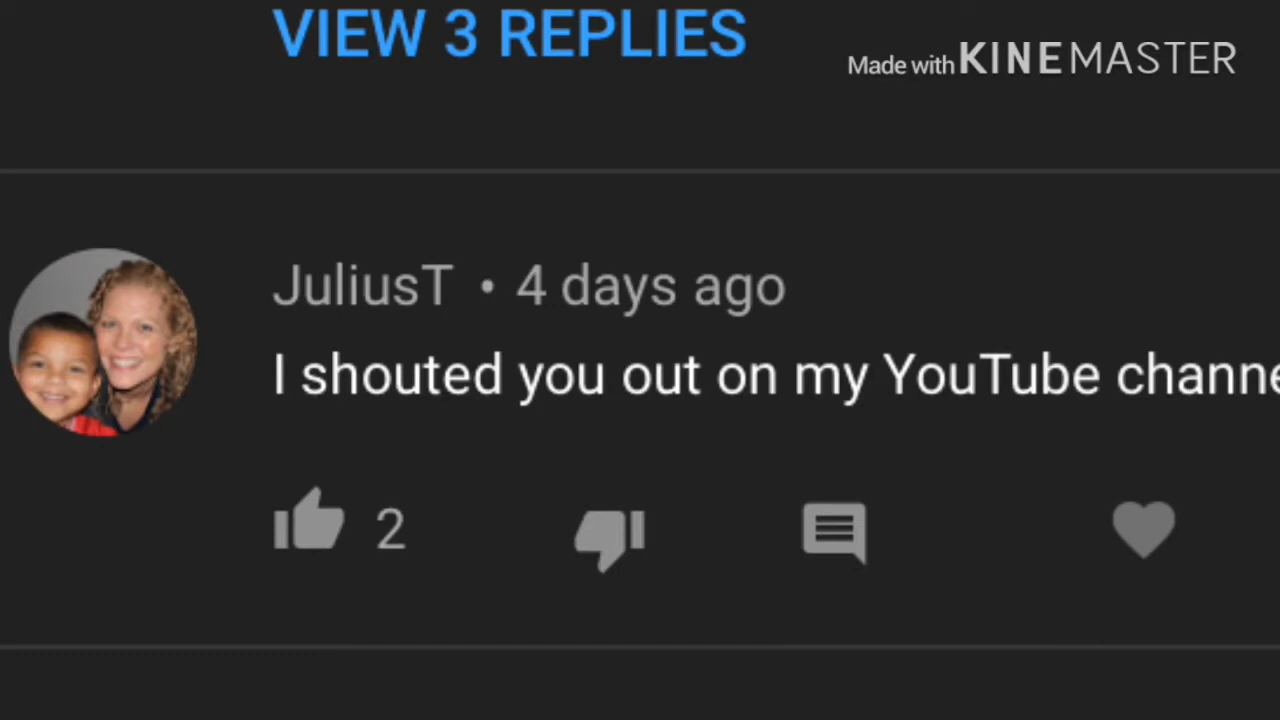 VIEW 3 REPLIES
Made with KINEMASTER
JuliusT • 4 days ago
I shouted you out on my YouTube channe
2